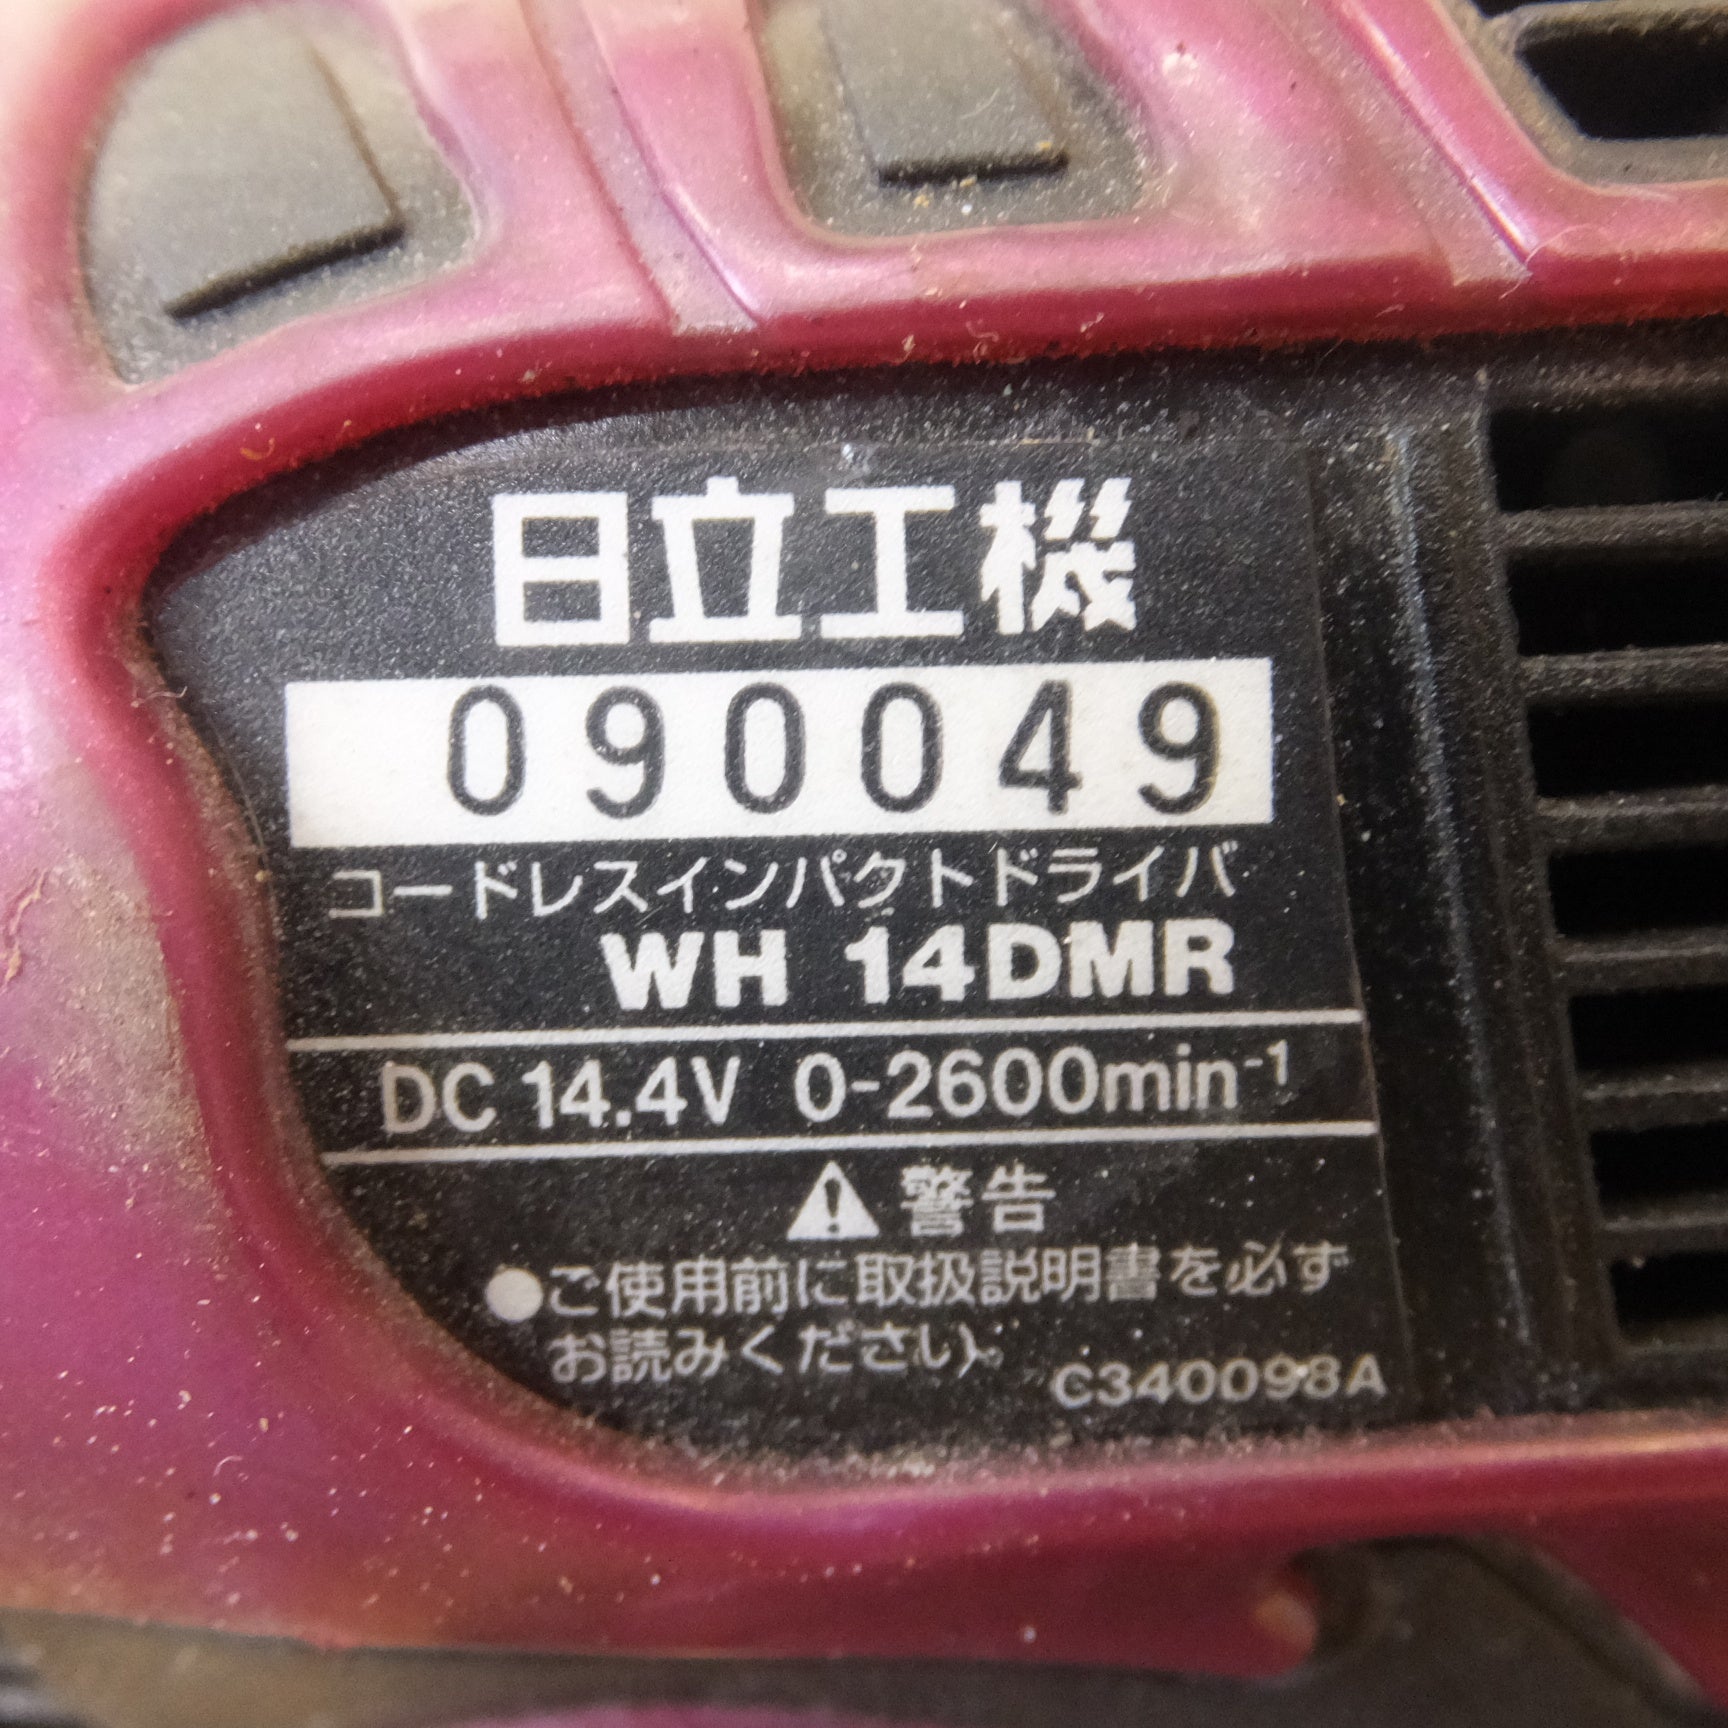 日立工機
090049
コードレスインパクトドライバ
WH 14DMR
DC 14.4V 0-2600min⁻¹
警告
●ご使用前に取扱説明書を必ず
お読みください。
C340098A